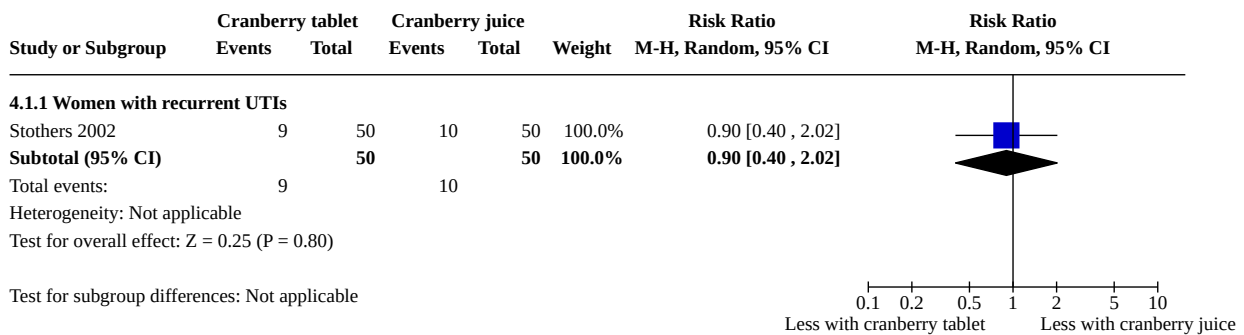 Cranberry tablet Cranberry juice Risk Ratio Risk Ratio
Study or Subgroup Events Total Events Total Weight M-H, Random, 95% CI M-H, Random, 95% CI
4.1.1 Women with recurrent UTIs
Stothers 2002 9 50 10 50 100.0% 0.90 [0.40 , 2.02]
Subtotal (95% CI) 50 50 100.0% 0.90 [0.40 , 2.02]
Total events: 9 10
Heterogeneity: Not applicable
Test for overall effect: Z = 0.25 (P = 0.80)
Test for subgroup differences: Not applicable
0.1 0.2 0.5 1 2 5 10
Less with cranberry tablet Less with cranberry juice